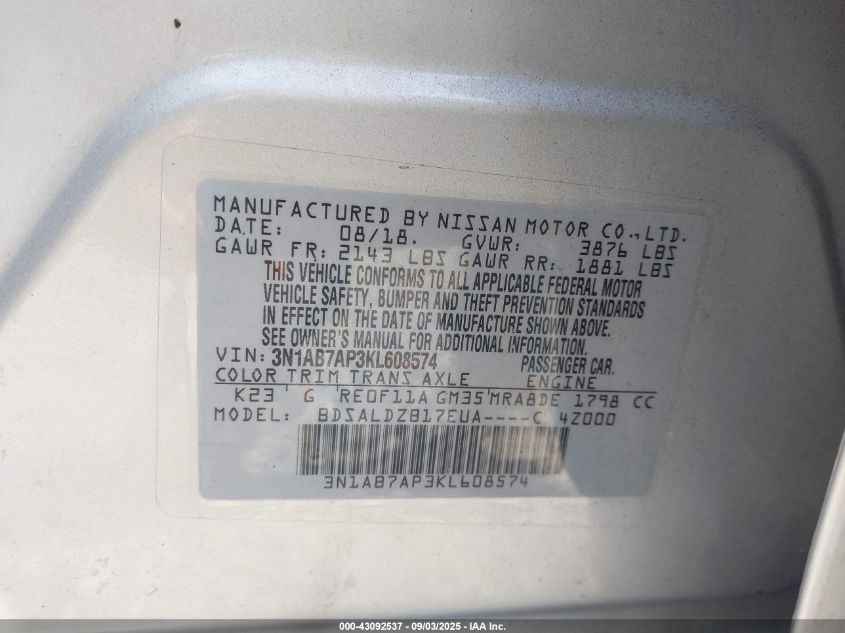 MANUFACTURED BY NISSAN MOTOR CO., LTD.
DATE: 08/18. GVWR: 3876 LBS
GAWR FR: 2143 LBS GAWR RR: 1881 LBS
THIS VEHICLE CONFORMS TO ALL APPLICABLE FEDERAL MOTOR
VEHICLE SAFETY, BUMPER AND THEFT PREVENTION STANDARDS
IN EFFECT ON THE DATE OF MANUFACTURE SHOWN ABOVE.
SEE OWNER'S MANUAL FOR ADDITIONAL INFORMATION.
VIN: 3N1AB7AP3KL608574 PASSENGER CAR.
COLOR TRIM TRANS AXLE ENGINE
K23 G RE0F11A GM35 MRA8DE 1798 CC
BDSALDZB17EUA----C 4Z000
3N1AB7AP3KL608574
000-43092537 - 09/03/2025 - IAA Inc.